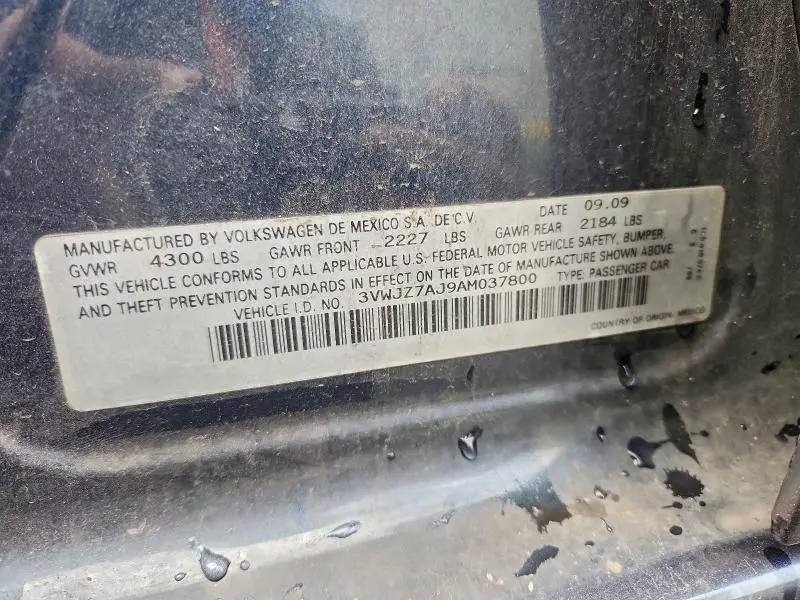 MANUFACTURED BY VOLKSWAGEN DE MEXICO S.A. DE C.V. DATE 09.09
GVWR 4300 LBS GAWR FRONT 2227 LBS GAWR REAR 2184 LBS
THIS VEHICLE CONFORMS TO ALL APPLICABLE U.S. FEDERAL MOTOR VEHICLE SAFETY, BUMPER,
AND THEFT PREVENTION STANDARDS IN EFFECT ON THE DATE OF MANUFACTURE SHOWN ABOVE.
VEHICLE I.D. NO. 3VWJZ7AJ9AM037800 TYPE: PASSENGER CAR
COUNTRY OF ORIGIN: MEXICO